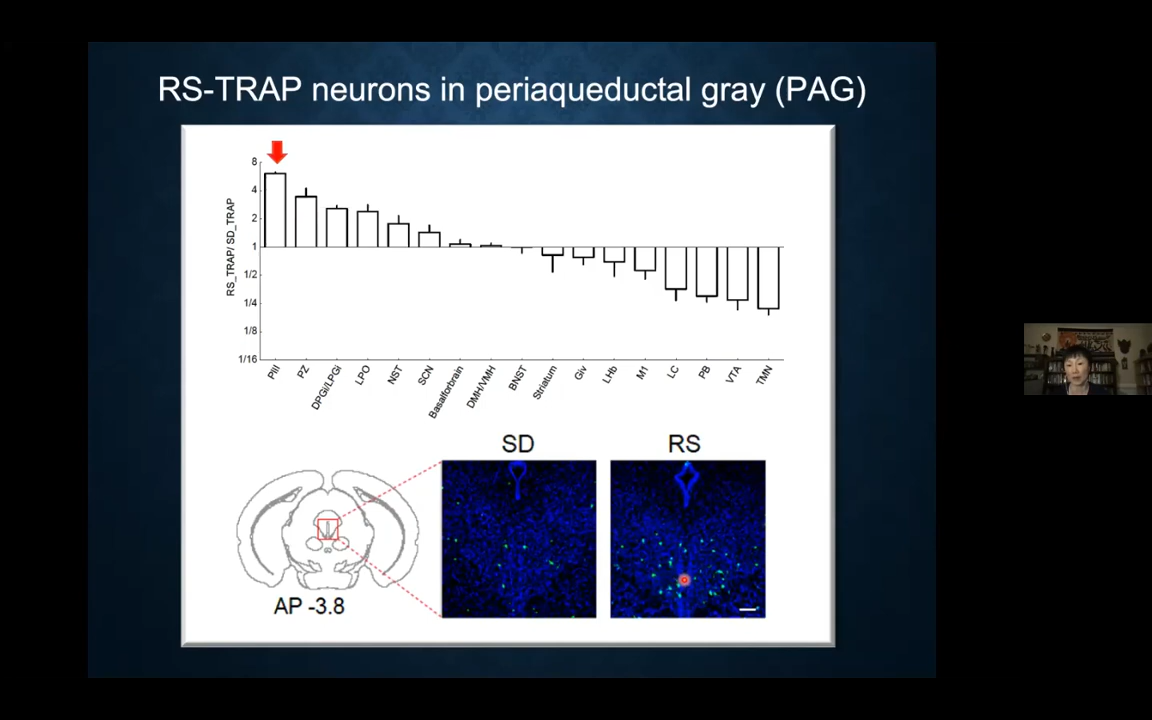 RS-TRAP neurons in periaqueductal gray (PAG)
8
4
2
1
1/2
1/4
1/8
1/16
RS_TRAP/ SD_TRAP
PIII
PZ
DPGi/LPGi
LPO
NST
SCN
Basalforbrain
DMH/VMH
BNST
Striatum
Giv
LHb
M1
LC
PB
VTA
TMN
SD
RS
AP -3.8